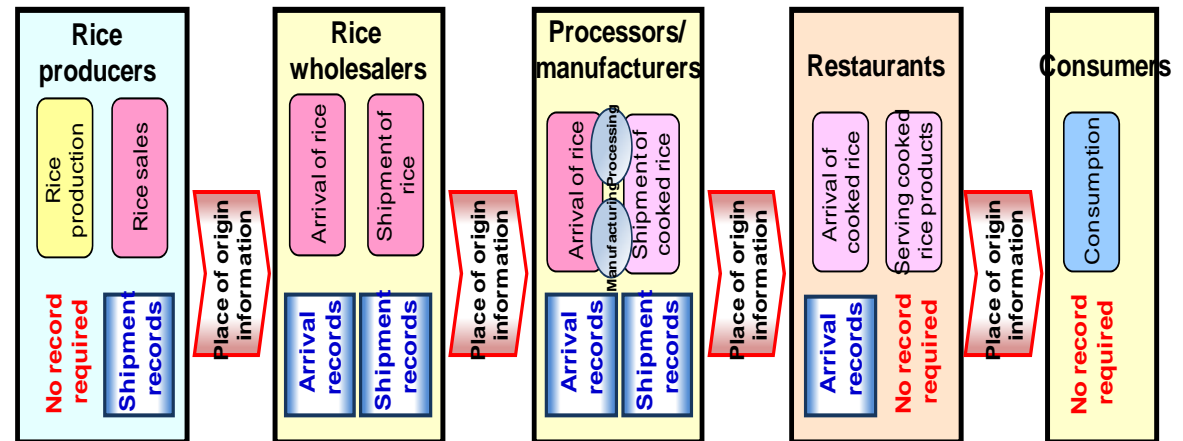 Rice
producers
Rice
production
Rice sales
No record
required
Shipment
records
Place of origin
information
Rice
wholesalers
Arrival of rice
Shipment of
rice
Arrival
records
Shipment
records
Place of origin
information
Processors/
manufacturers
Arrival of rice
Processing
Manufacturing
Shipment of
cooked rice
Arrival
records
Shipment
records
Place of origin
information
Restaurants
Arrival of
cooked rice
Serving cooked
rice products
Arrival
records
No record
required
Place of origin
information
Consumers
Consumption
No record
required